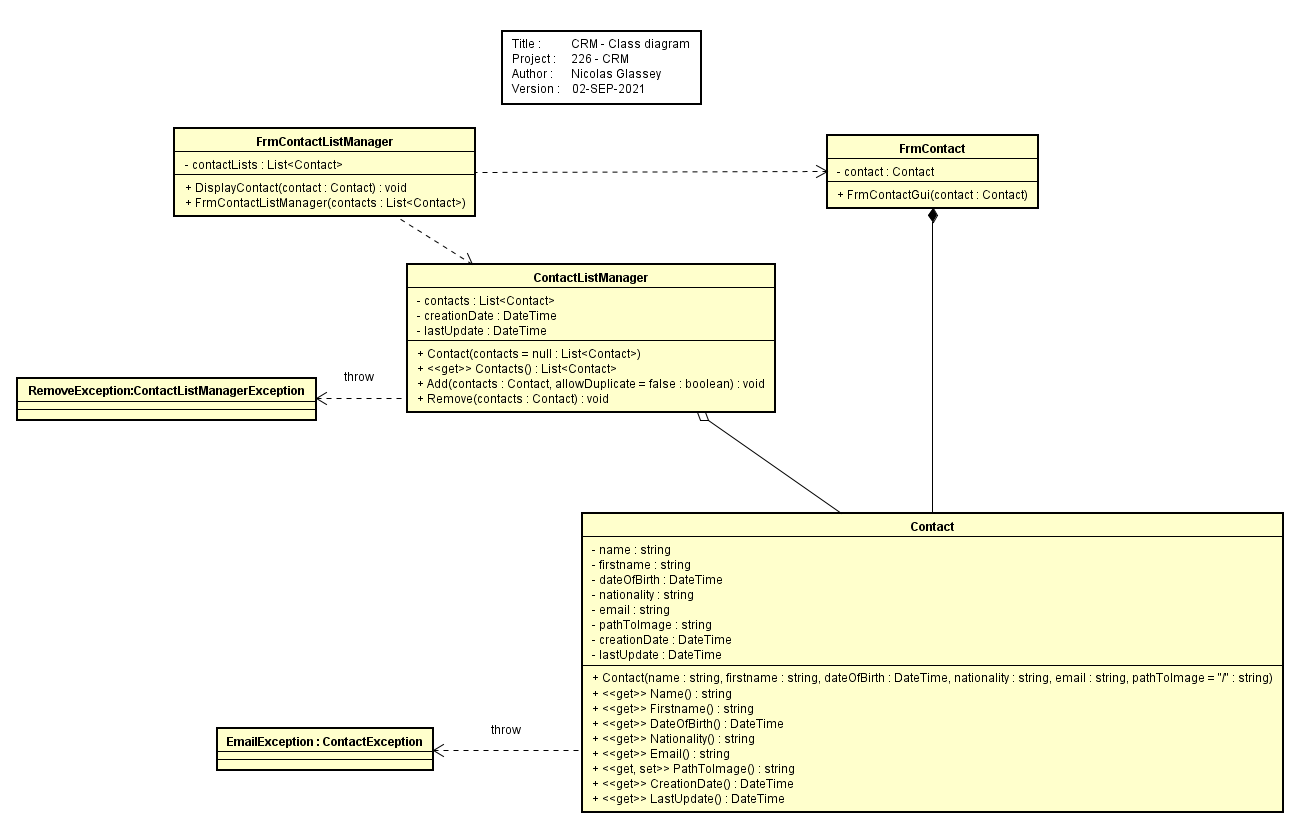 Title : CRM - Class diagram
Project : 226 - CRM
Author : Nicolas Glassey
Version : 02-SEP-2021
FrmContactListManager
- contactLists : List<Contact>
+ DisplayContact(contact : Contact) : void
+ FrmContactListManager(contacts : List<Contact>)
FrmContact
- contact : Contact
+ FrmContactGui(contact : Contact)
ContactListManager
- contacts : List<Contact>
- creationDate : DateTime
- lastUpdate : DateTime
+ Contact(contacts = null : List<Contact>)
+ <<get>> Contacts() : List<Contact>
+ Add(contacts : Contact, allowDuplicate = false : boolean) : void
+ Remove(contacts : Contact) : void
throw
RemoveException:ContactListManagerException
Contact
- name : string
- firstname : string
- dateOfBirth : DateTime
- nationality : string
- email : string
- pathToImage : string
- creationDate : DateTime
- lastUpdate : DateTime
+ Contact(name : string, firstname : string, dateOfBirth : DateTime, nationality : string, email : string, pathToImage = "/" : string)
+ <<get>> Name() : string
+ <<get>> Firstname() : string
+ <<get>> DateOfBirth() : DateTime
+ <<get>> Nationality() : string
+ <<get>> Email() : string
+ <<get, set>> PathToImage() : string
+ <<get>> CreationDate() : DateTime
+ <<get>> LastUpdate() : DateTime
throw
EmailException : ContactException